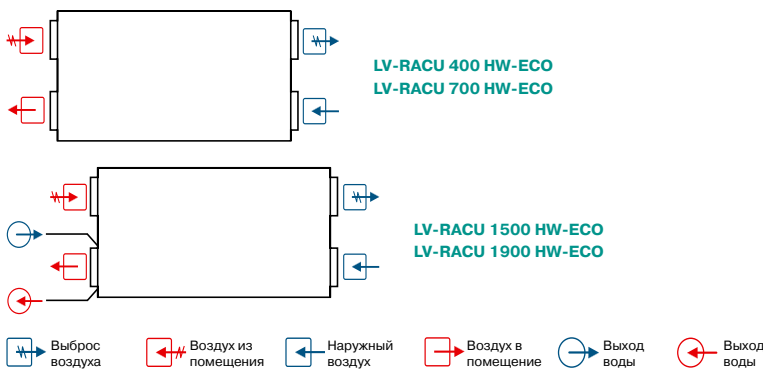 LV-RACU 400 HW-ECO
LV-RACU 700 HW-ECO
LV-RACU 1500 HW-ECO
LV-RACU 1900 HW-ECO
Выброс
воздуха
Воздух из
помещения
Наружный
воздух
Воздух в
помещение
Выход
воды
Выход
воды